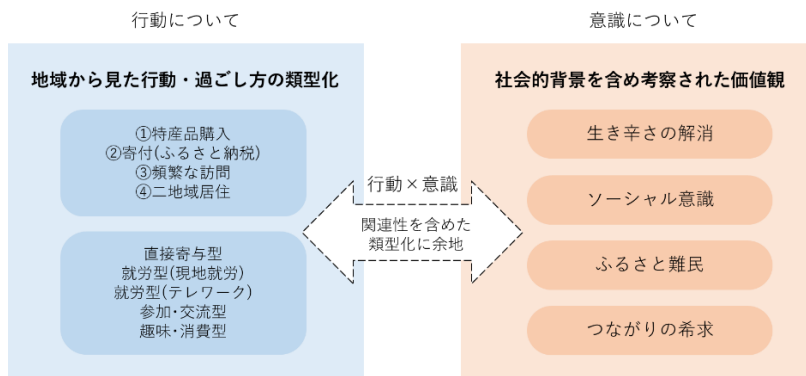 行動について
地域から見た行動・過ごし方の類型化
①特産品購入
②寄付(ふるさと納税)
③頻繁な訪問
④二地域居住
直接寄与型
就労型(現地就労)
就労型(テレワーク)
参加・交流型
趣味・消費型
行動×意識
関連性を含めた
類型化に余地
意識について
社会的背景を含め考察された価値観
生き辛さの解消
ソーシャル意識
ふるさと難民
つながりの希求